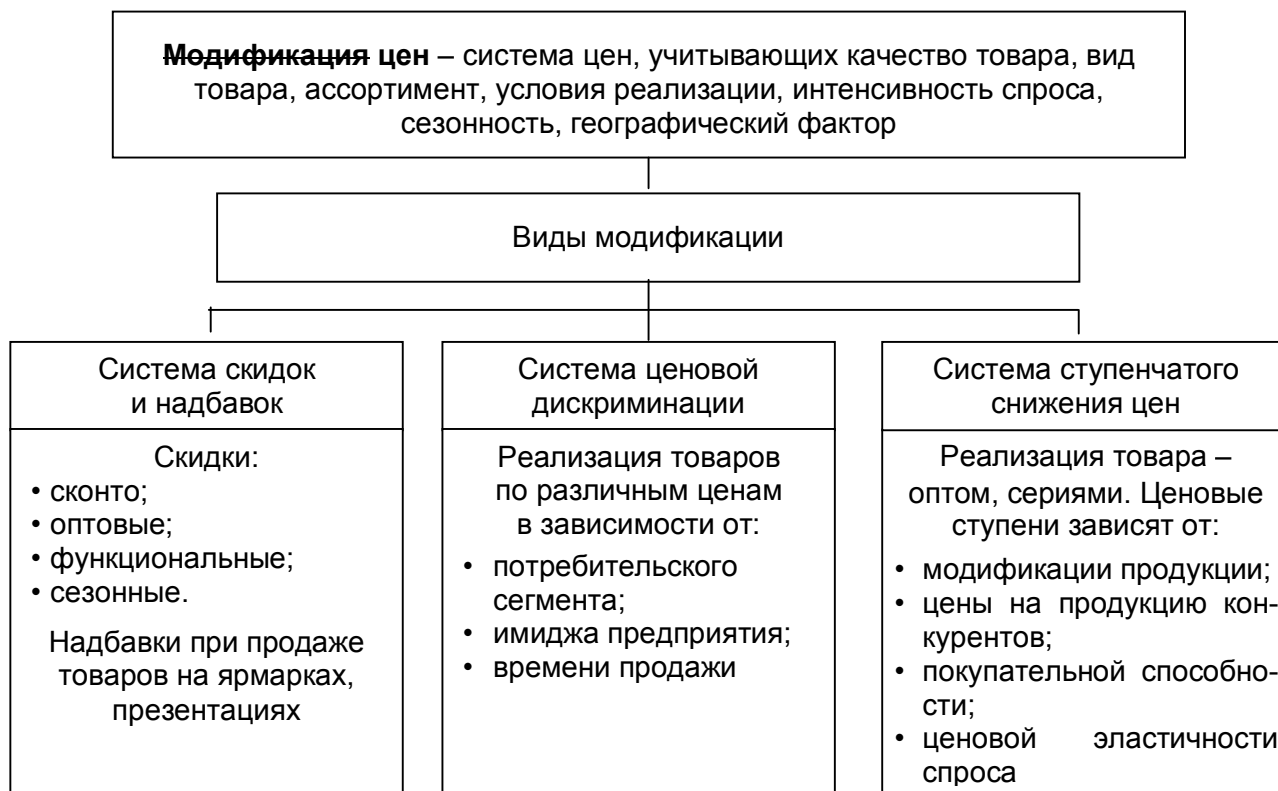 Модификация цен – система цен, учитывающих качество товара, вид
товара, ассортимент, условия реализации, интенсивность спроса,
сезонность, географический фактор
Виды модификации
Система скидок
и надбавок
Скидки:
• сконто;
• оптовые;
• функциональные;
• сезонные.
Надбавки при продаже
товаров на ярмарках,
презентациях
Система ценовой
дискриминации
Реализация товаров
по различным ценам
в зависимости от:
• потребительского
сегмента;
• имиджа предприятия;
• времени продажи
Система ступенчатого
снижения цен
Реализация товара –
оптом, сериями. Ценовые
ступени зависят от:
• модификации продукции;
• цены на продукцию кон-
курентов;
• покупательной способно-
сти;
• ценовой эластичности
спроса